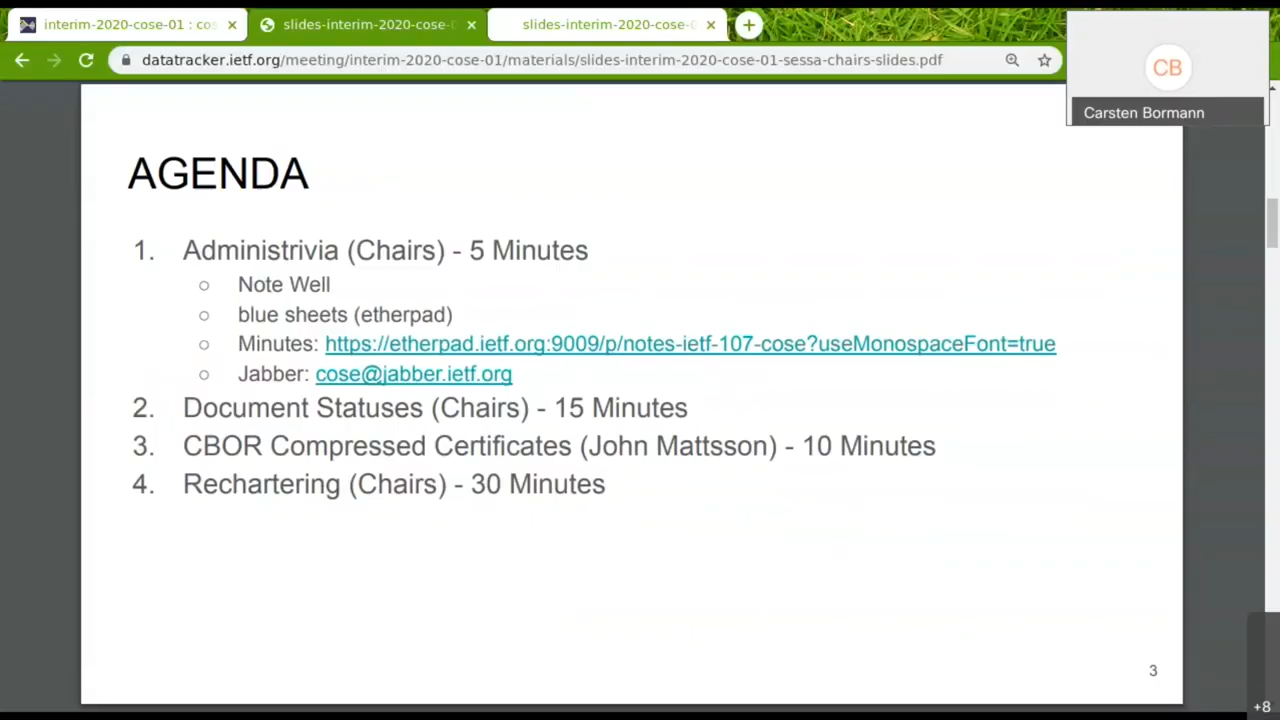 interim-2020-cose-01 : cos
slides-interim-2020-cose-0
slides-interim-2020-cose-0
datatracker.ietf.org/meeting/interim-2020-cose-01/materials/slides-interim-2020-cose-01-sessa-chairs-slides.pdf
CB
Carsten Bormann
AGENDA
1. Administrivia (Chairs) - 5 Minutes
○ Note Well
○ blue sheets (etherpad)
○ Minutes: https://etherpad.ietf.org:9009/p/notes-ietf-107-cose?useMonospaceFont=true
○ Jabber: cose@jabber.ietf.org
2. Document Statuses (Chairs) - 15 Minutes
3. CBOR Compressed Certificates (John Mattsson) - 10 Minutes
4. Rechartering (Chairs) - 30 Minutes
3
+8